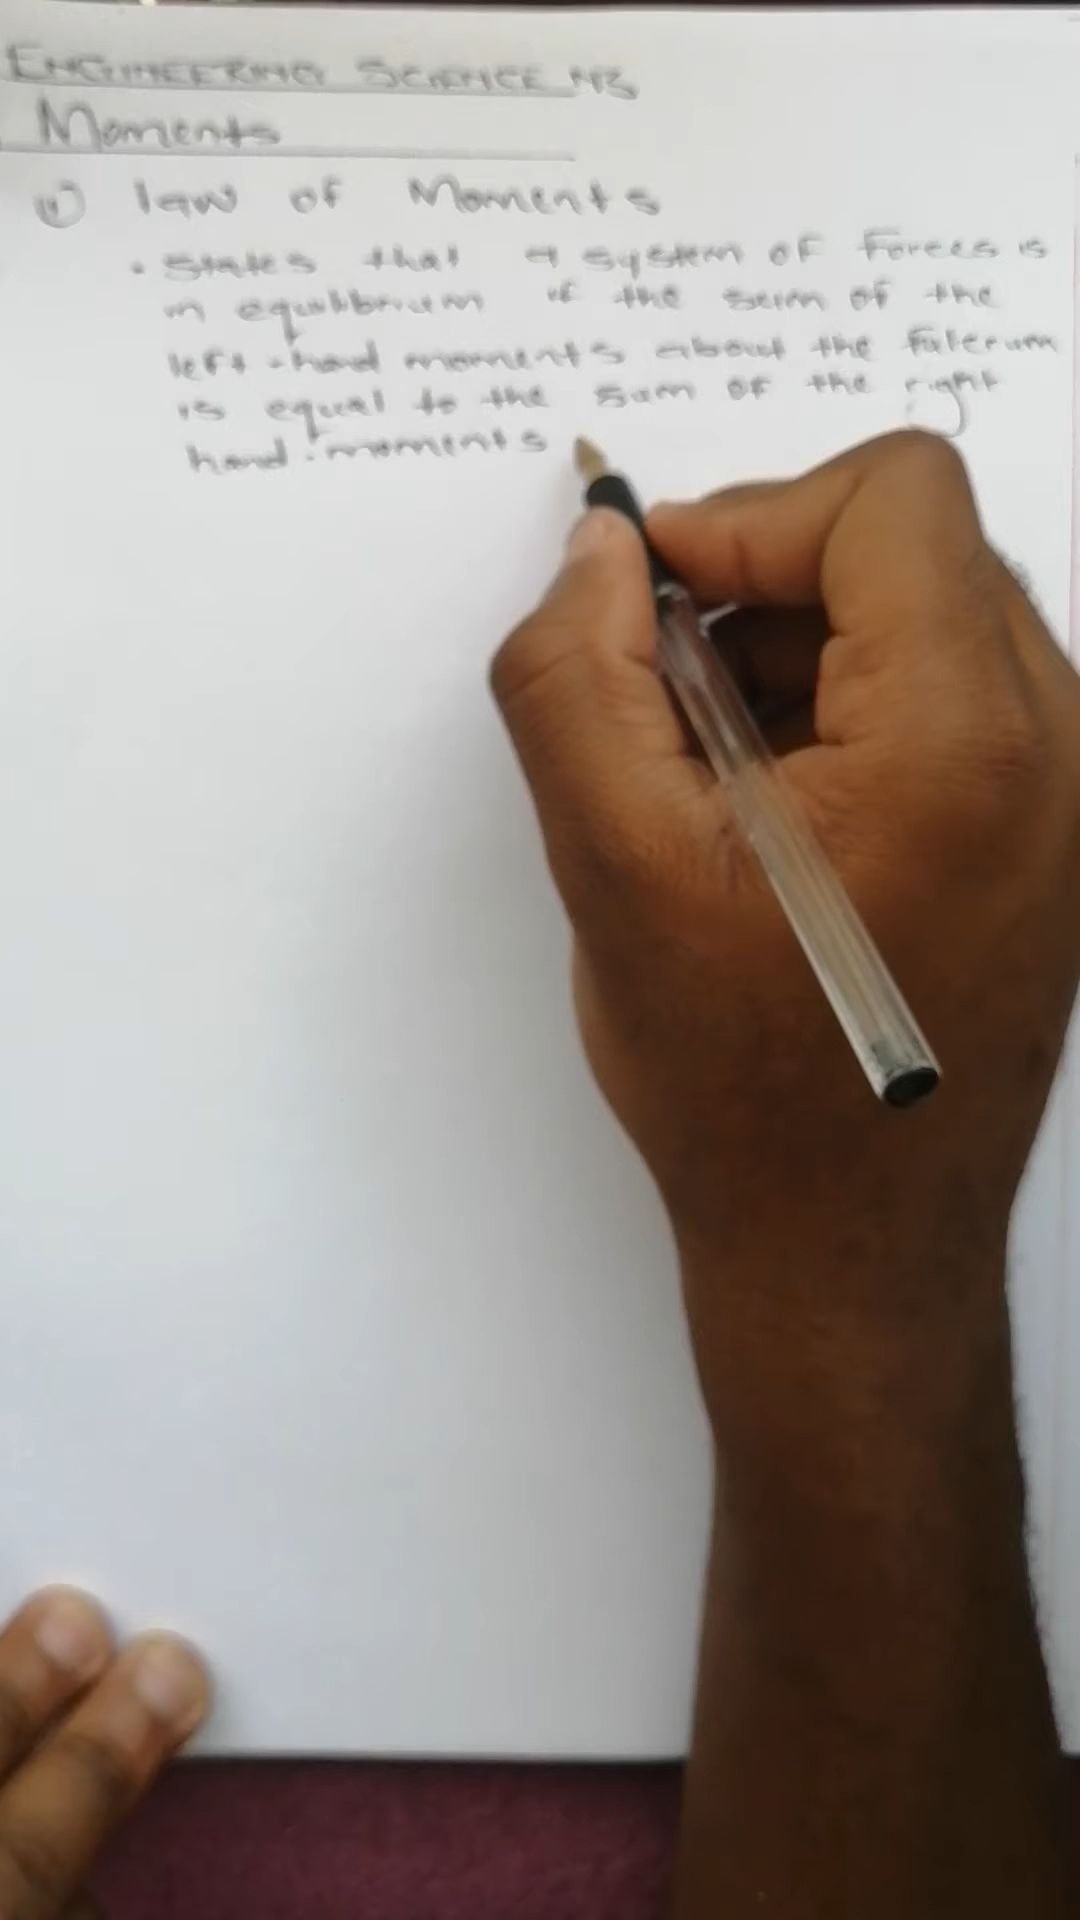 ENGINEERING SCIENCE N3
Moments
law of Moments
• States that a system of Forces is
in equilibrium if the sum of the
left-hand moments about the fulcrum
is equal to the sum of the right
hand moments